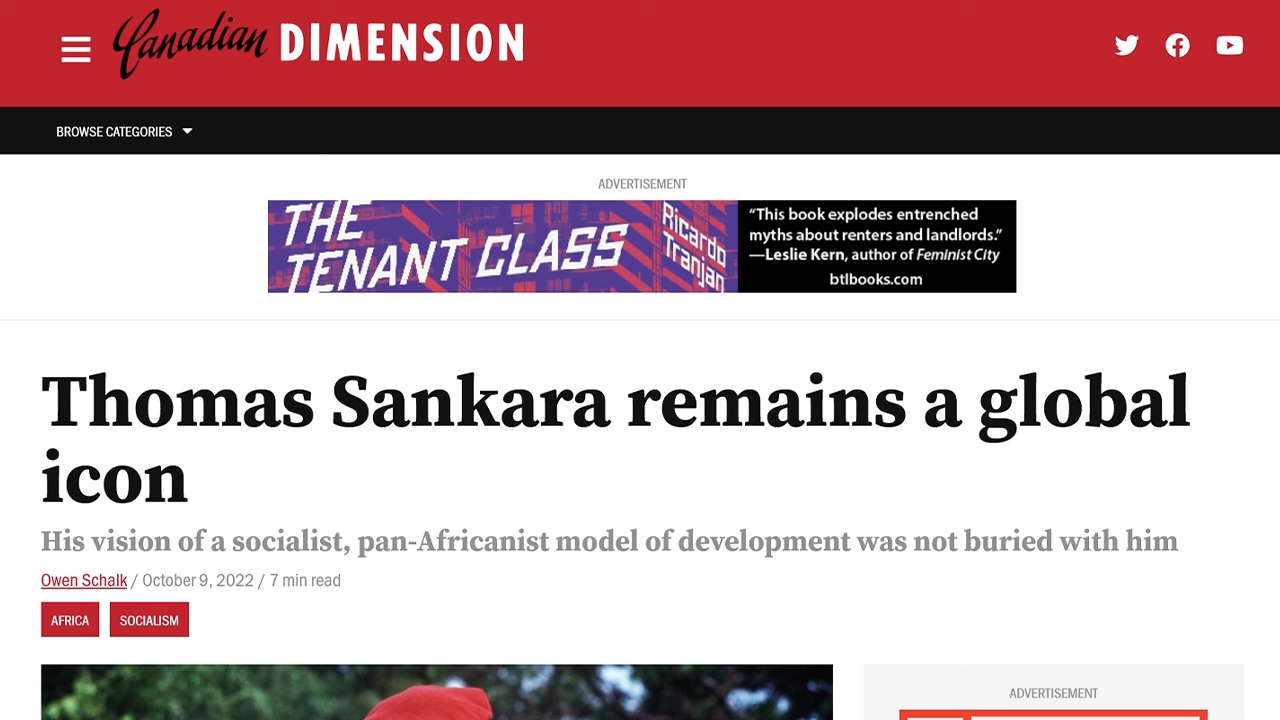 Canadian DIMENSION
BROWSE CATEGORIES
ADVERTISEMENT
THE
TENANT CLASS
Ricardo
Tranjan
“This book explodes entrenched
myths about renters and landlords.”
—Leslie Kern, author of Feminist City
btlbooks.com
Thomas Sankara remains a global
icon
His vision of a socialist, pan-Africanist model of development was not buried with him
Owen Schalk / October 9, 2022 / 7 min read
AFRICA
SOCIALISM
ADVERTISEMENT